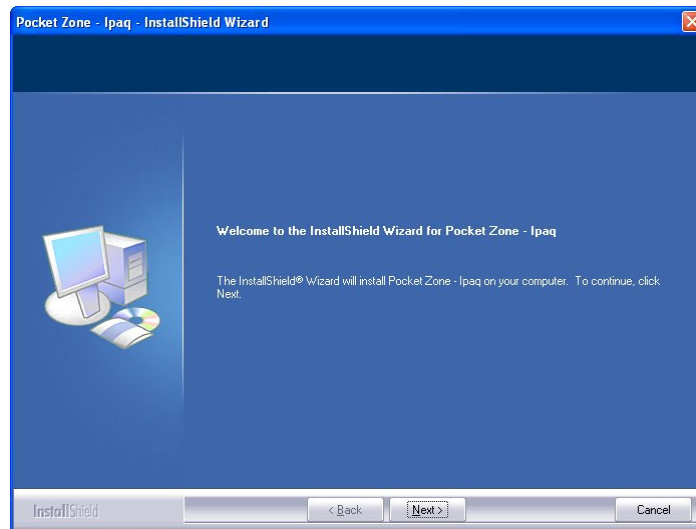 Pocket Zone - Ipaq - InstallShield Wizard
Welcome to the InstallShield Wizard for Pocket Zone - Ipaq
The InstallShield® Wizard will install Pocket Zone - Ipaq on your computer. To continue, click
Next.
InstallShield
< Back
Next >
Cancel